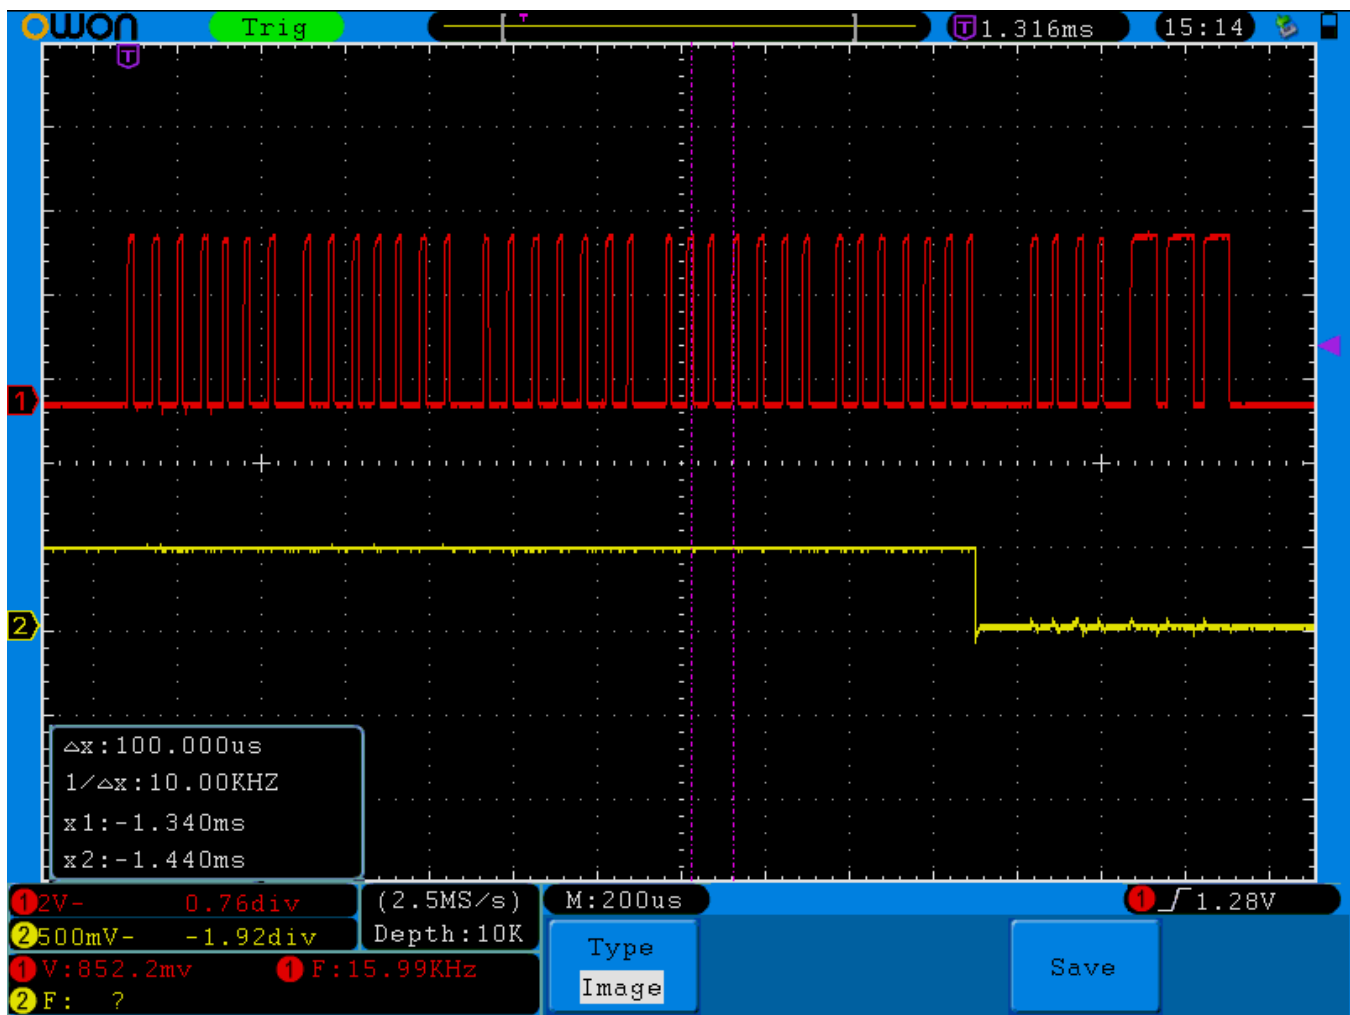 owon Trig T 1.316ms 15:14
T
T
1
2
△x:100.000us
1/△x:10.00KHZ
x1:-1.340ms
x2:-1.440ms
1 2V- 0.76div (2.5MS/s) M:200us 1 1.28V
2 500mV- -1.92div Depth:10K
1 V:852.2mv 1 F:15.99KHz
2 F: ?
Type
Image
Save